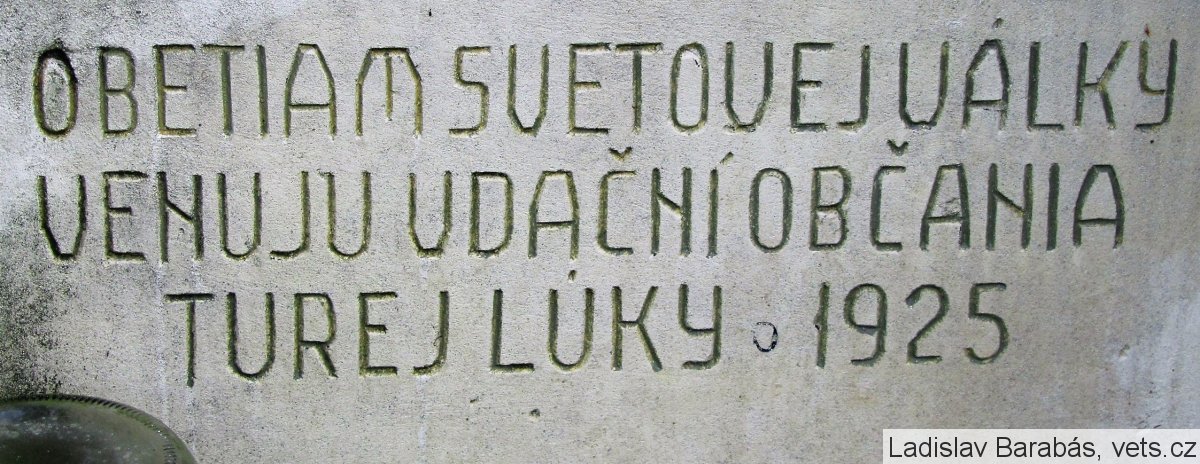 OBETIAM SVETOVEJ VÁLKY
VENUJU VDAČNÍ OBČANIA
TUREJ LÚKY 1925
Ladislav Barabás, vets.cz